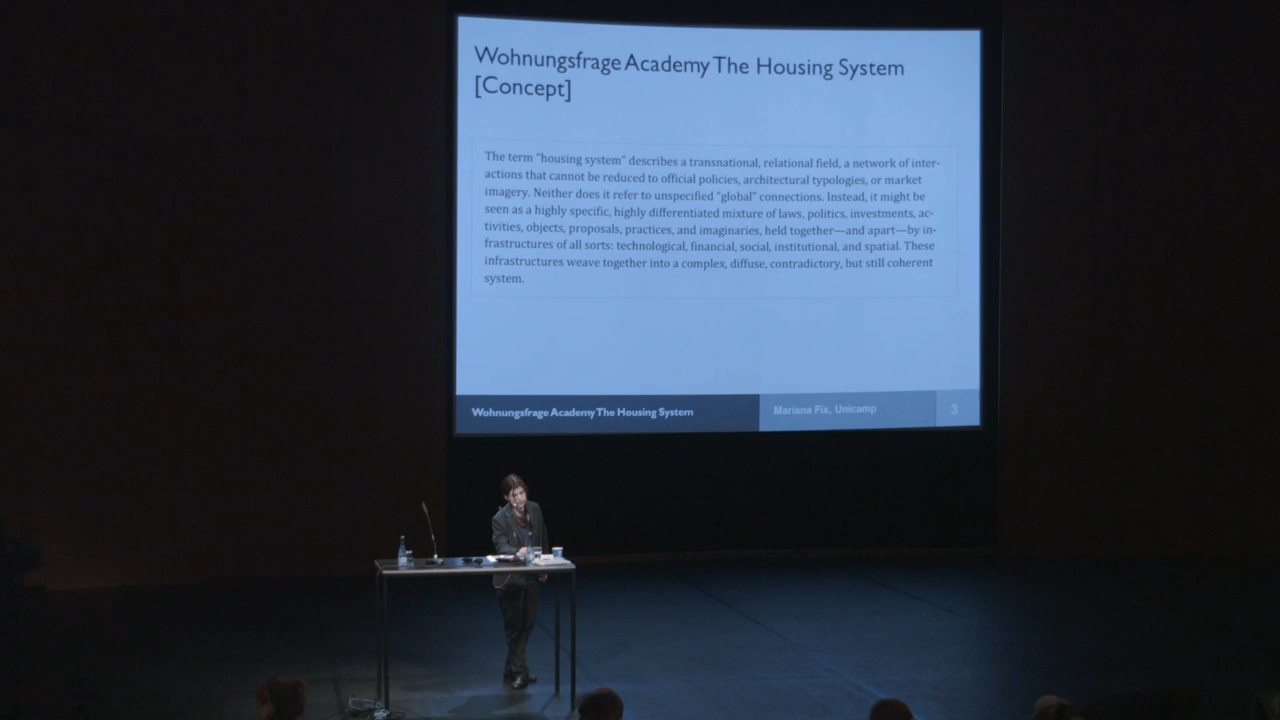 Wohnungsfrage Academy The Housing System
[Concept]
The term “housing system” describes a transnational, relational field, a network of inter-
actions that cannot be reduced to official policies, architectural typologies, or market
imagery. Neither does it refer to unspecified “global” connections. Instead, it might be
seen as a highly specific, highly differentiated mixture of laws, politics, investments, ac-
tivities, objects, proposals, practices, and imaginaries, held together—and apart—by in-
frastructures of all sorts: technological, financial, social, institutional, and spatial. These
infrastructures weave together into a complex, diffuse, contradictory, but still coherent
system.
Wohnungsfrage Academy The Housing System
Mariana Fix, Unicamp
3